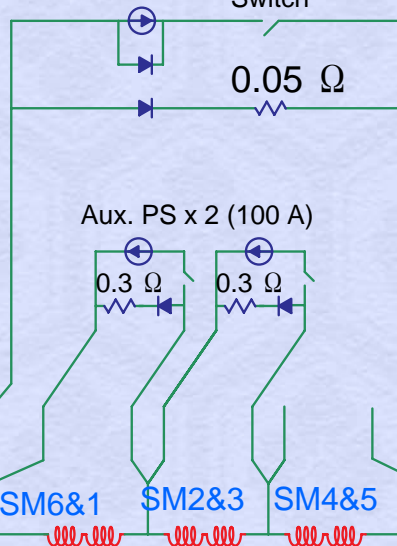 Switch
0.05 Ω
Aux. PS x 2 (100 A)
0.3 Ω 0.3 Ω
SM6&1 SM2&3 SM4&5